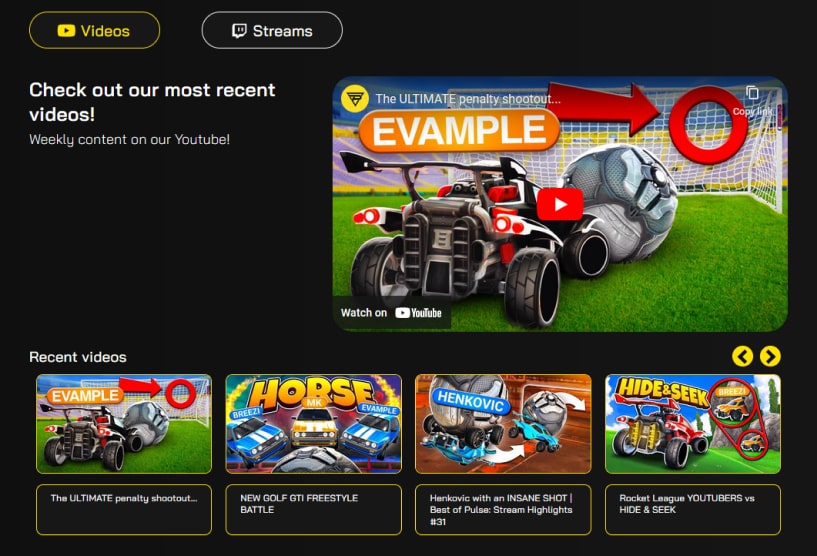 Videos
Streams
Check out our most recent
videos!
Weekly content on our Youtube!
The ULTIMATE penalty shootout...
Copy link
EVAMPLE
Watch on YouTube
Recent videos
EVAMPLE
HORSE
MK
BREEZI
EVAMPLE
HENKOVIC
HIDE & SEEK
BREEZI
The ULTIMATE penalty shootout...
NEW GOLF GTI FREESTYLE
BATTLE
Henkovic with an INSANE SHOT |
Best of Pulse: Stream Highlights
#31
Rocket League YOUTUBERS vs
HIDE & SEEK